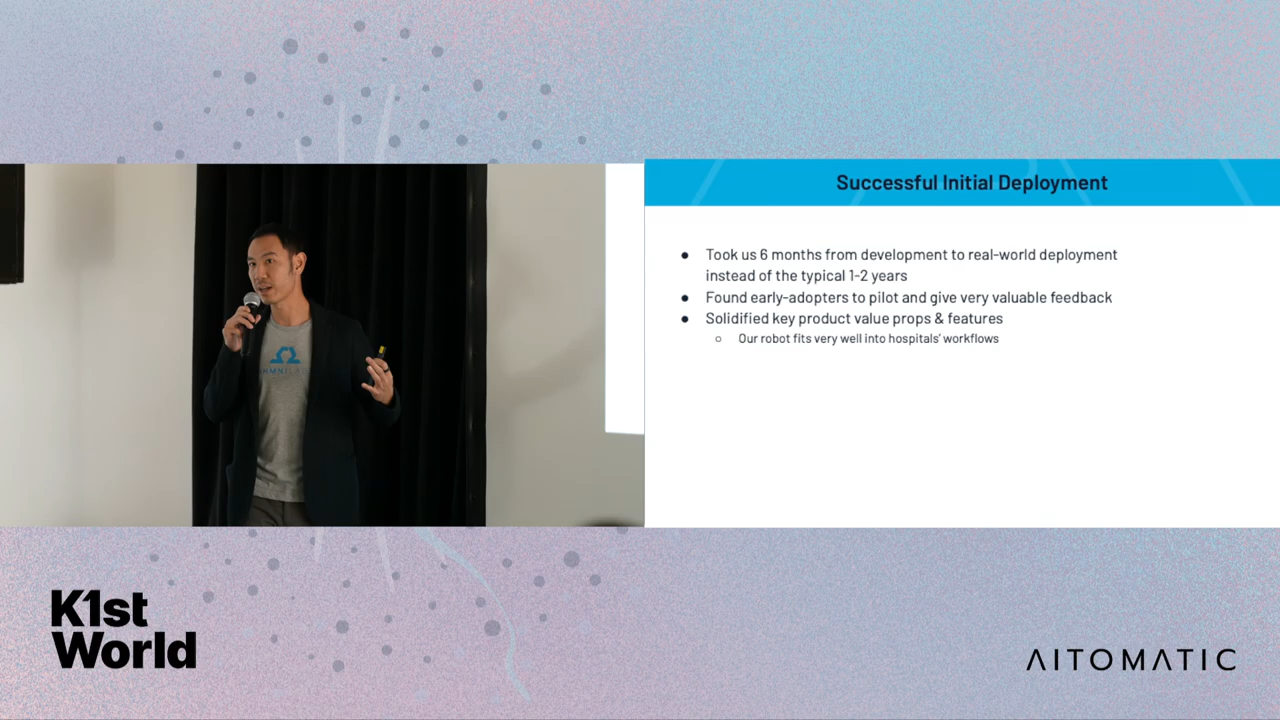 Successful Initial Deployment
● Took us 6 months from development to real-world deployment
instead of the typical 1-2 years
● Found early-adopters to pilot and give very valuable feedback
● Solidified key product value props & features
○ Our robot fits very well into hospitals' workflows
K1st
World
AITOMATIC